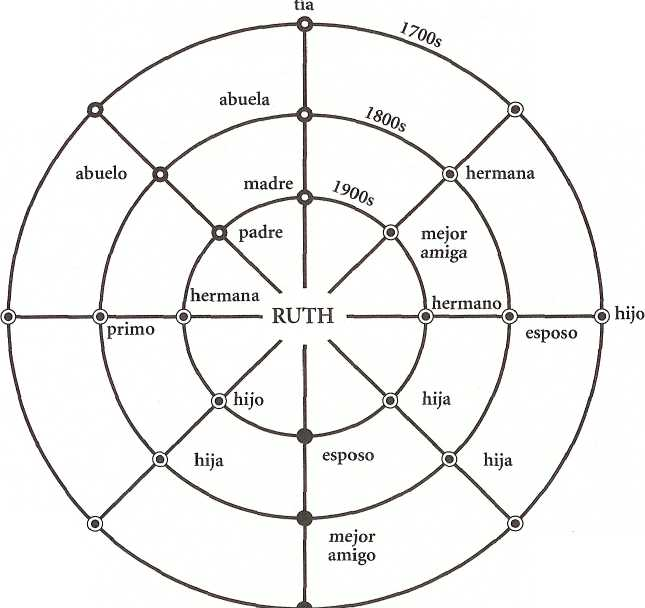 tía
1700s
abuela
1800s
abuelo
hermana
madre
1900s
padre
mejor
amiga
hermana
hermano
RUTH
hijo
primo
esposo
hijo
hija
esposo
hija
hija
mejor
amigo